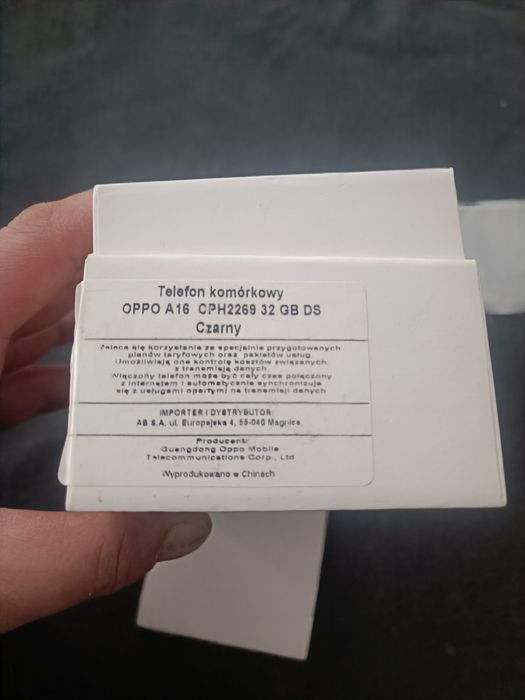 Telefon komórkowy
OPPO A16 CPH2269 32 GB DS
Czarny
Zaleca się korzystanie ze specjalnie przygotowanych
planów taryfowych oraz pakietów usług.
Umożliwiają one kontrolę kosztów związanych
z transmisją danych.
Włączony telefon może być cały czas połączony
z Internetem i automatycznie synchronizuje
się z usługami opartymi na transmisji danych
IMPORTER I DYSTRYBUTOR:
AB S.A. ul. Europejska 4, 55-040 Magnice
Producent:
Guangdong Oppo Mobile
Telecommunications Corp., Ltd
Wyprodukowano w Chinach